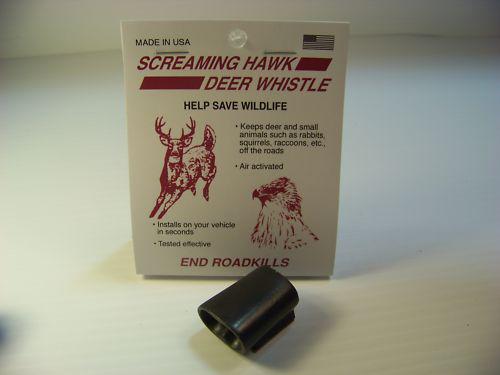 MADE IN USA
SCREAMING HAWK
DEER WHISTLE
HELP SAVE WILDLIFE
• Keeps deer and small
animals such as rabbits,
squirrels, raccoons, etc.,
off the roads
• Air activated
• Installs on your vehicle
in seconds
• Tested effective
END ROADKILLS